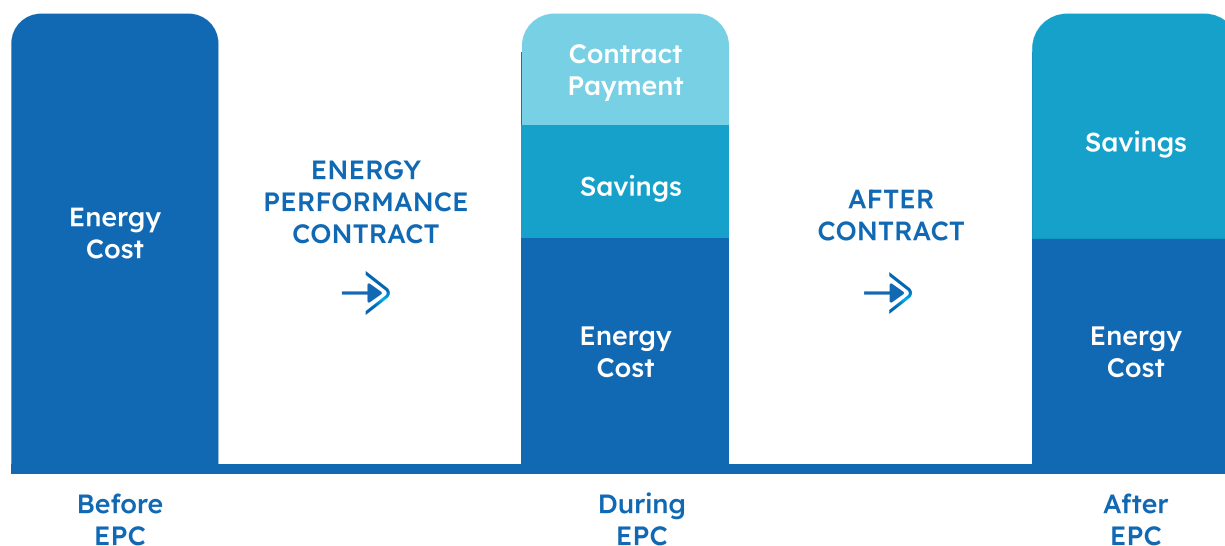 Energy
Cost
ENERGY
PERFORMANCE
CONTRACT
Contract
Payment
Savings
Energy
Cost
AFTER
CONTRACT
Savings
Energy
Cost
Before
EPC
During
EPC
After
EPC